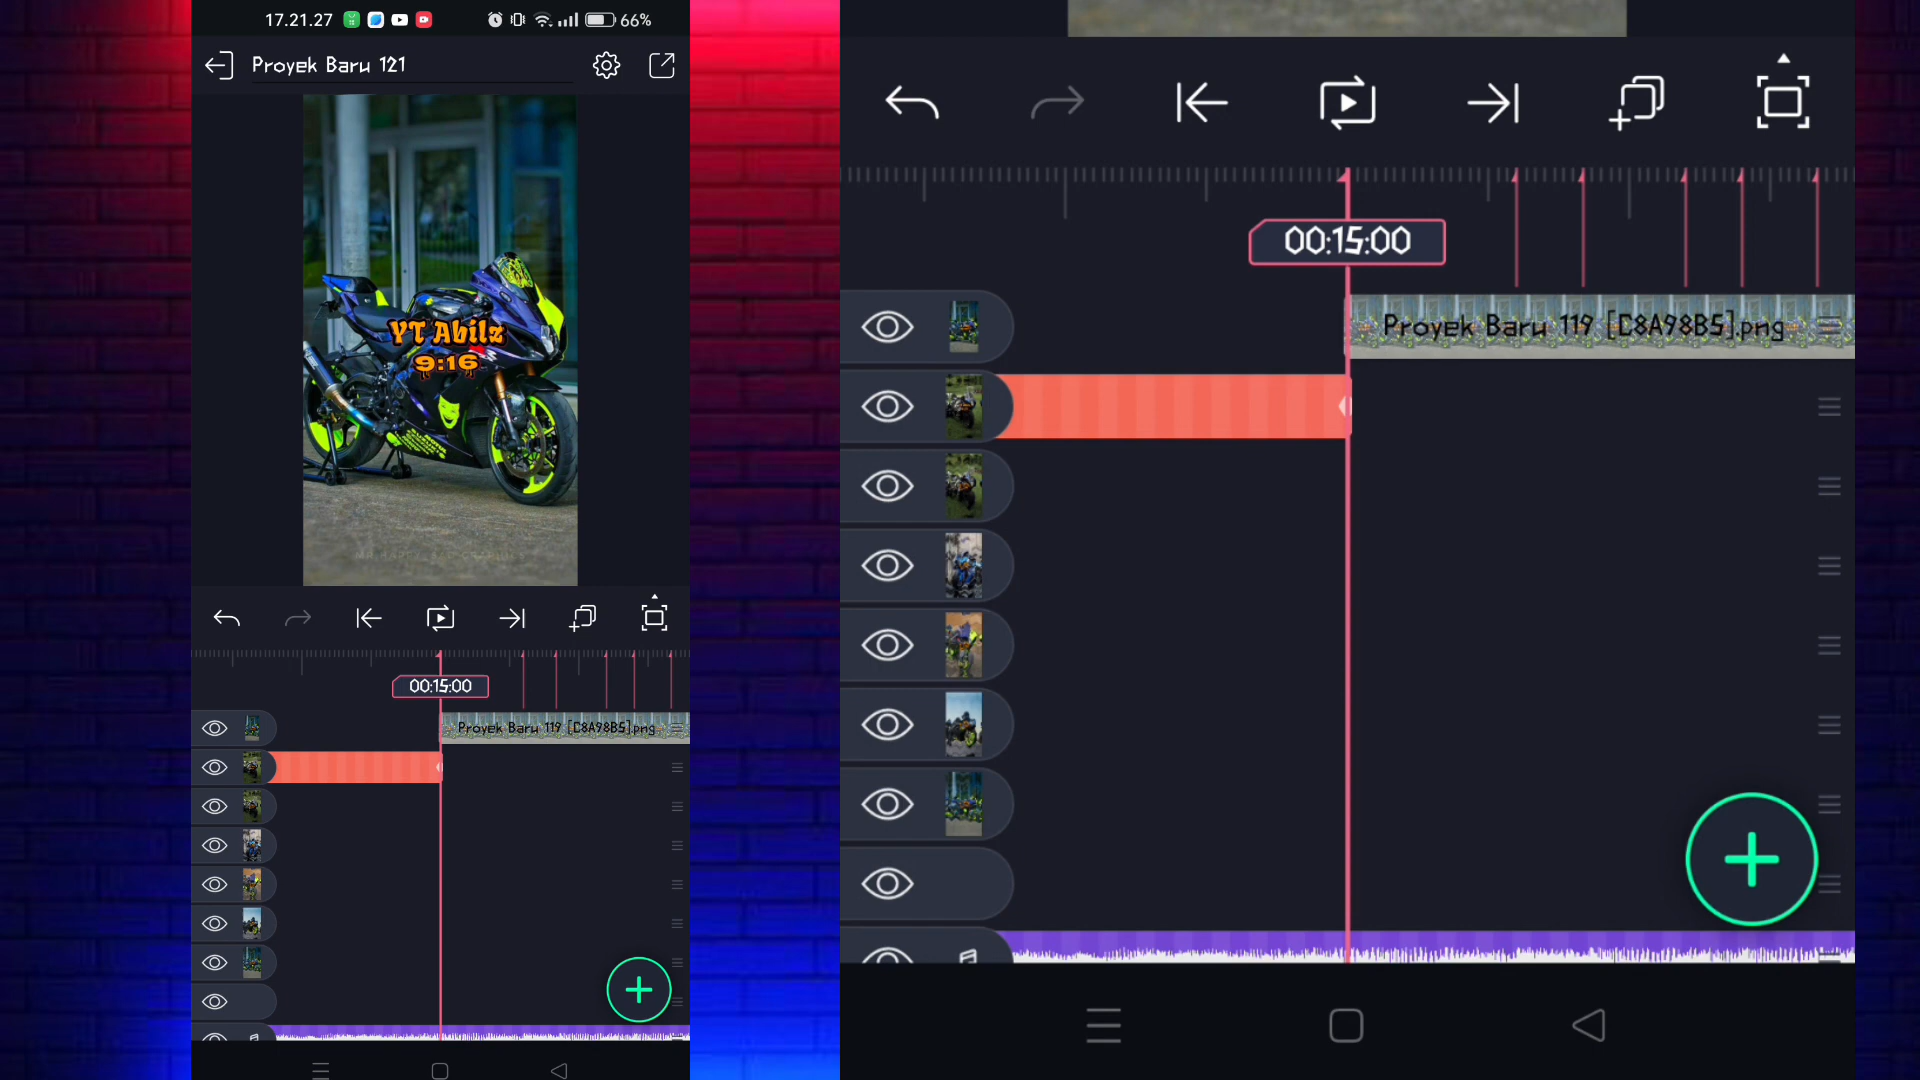 17.21.27
66%
Proyek Baru 121
YT Abilz
9:16
00:15:00
Proyek Baru 119 [C8A98B5].png
00:15:00
Proyek Baru 119 [C8A98B5].png